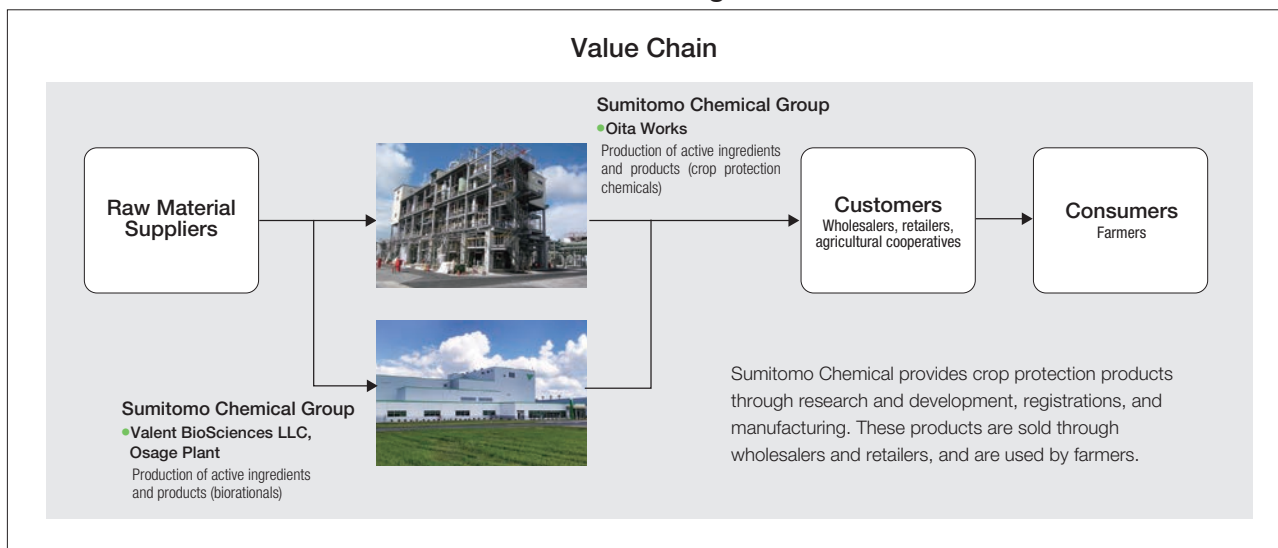 Value Chain
Raw Material
Suppliers
Sumitomo Chemical Group
•Oita Works
Production of active ingredients
and products (crop protection
chemicals)
Sumitomo Chemical Group
•Valent BioSciences LLC,
Osage Plant
Production of active ingredients
and products (biorationals)
Customers
Wholesalers, retailers,
agricultural cooperatives
Consumers
Farmers
Sumitomo Chemical provides crop protection products
through research and development, registrations, and
manufacturing. These products are sold through
wholesalers and retailers, and are used by farmers.